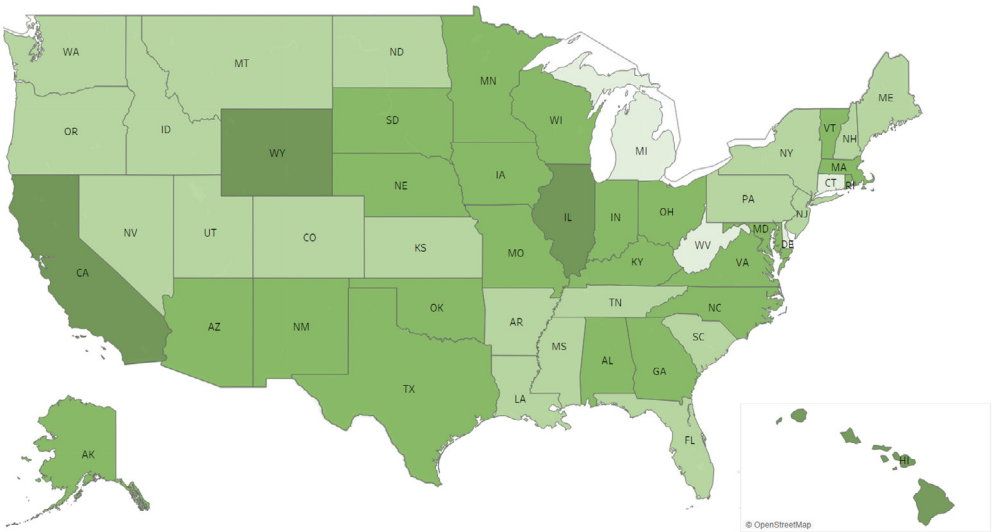 WA
MT
ND
MN
ME
OR
ID
SD
WI
VT
NH
WY
MI
NY
MA
NE
IA
CT
RI
PA
NJ
NV
UT
CO
KS
MO
IL
IN
OH
WV
MD
DE
CA
KY
VA
AZ
NM
OK
AR
TN
NC
MS
AL
GA
SC
TX
LA
FL
AK
HI
© OpenStreetMap